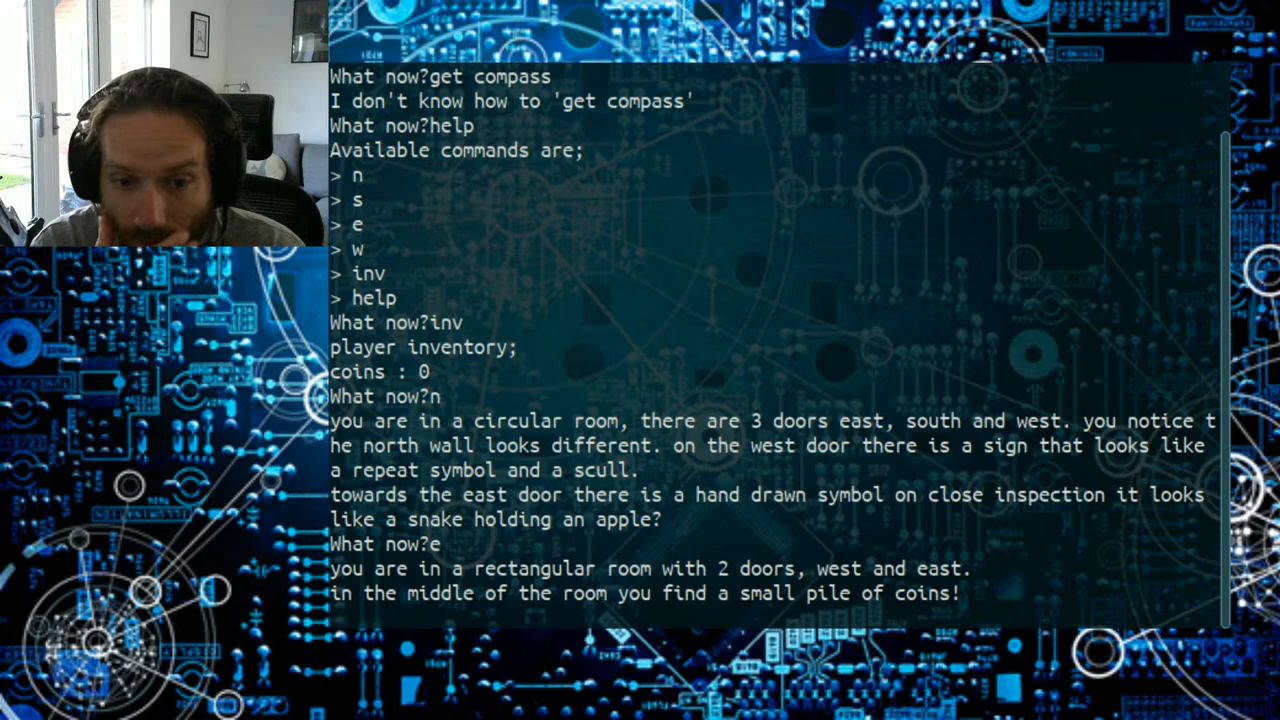 What now?get compass
I don't know how to 'get compass'
What now?help
Available commands are;
> n
> s
> e
> w
> inv
> help
What now?inv
player inventory;
coins : 0
What now?n
you are in a circular room, there are 3 doors east, south and west. you notice t
he north wall looks different. on the west door there is a sign that looks like
a repeat symbol and a scull.
towards the east door there is a hand drawn symbol on close inspection it looks
like a snake holding an apple?
What now?e
you are in a rectangular room with 2 doors, west and east.
in the middle of the room you find a small pile of coins!